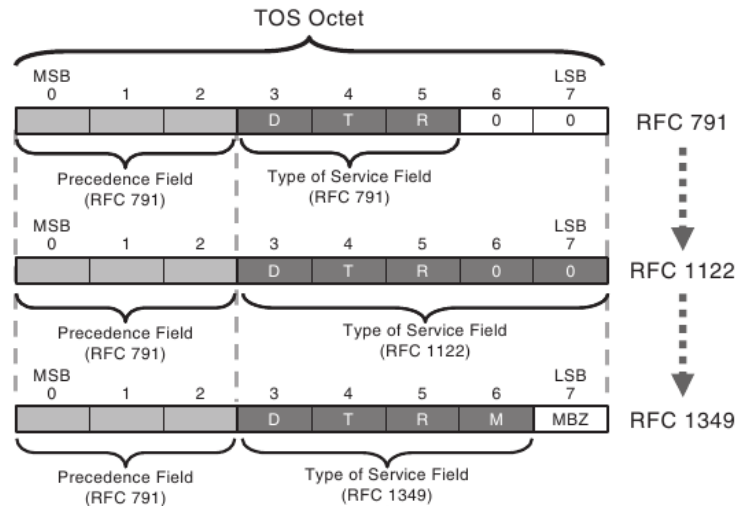 TOS Octet
MSB LSB
0 1 2 3 4 5 6 7
D T R 0 0 RFC 791
Precedence Field
(RFC 791)
Type of Service Field
(RFC 791)
MSB LSB
0 1 2 3 4 5 6 7
D T R 0 0 RFC 1122
Precedence Field
(RFC 791)
Type of Service Field
(RFC 1122)
MSB LSB
0 1 2 3 4 5 6 7
D T R M MBZ RFC 1349
Precedence Field
(RFC 791)
Type of Service Field
(RFC 1349)